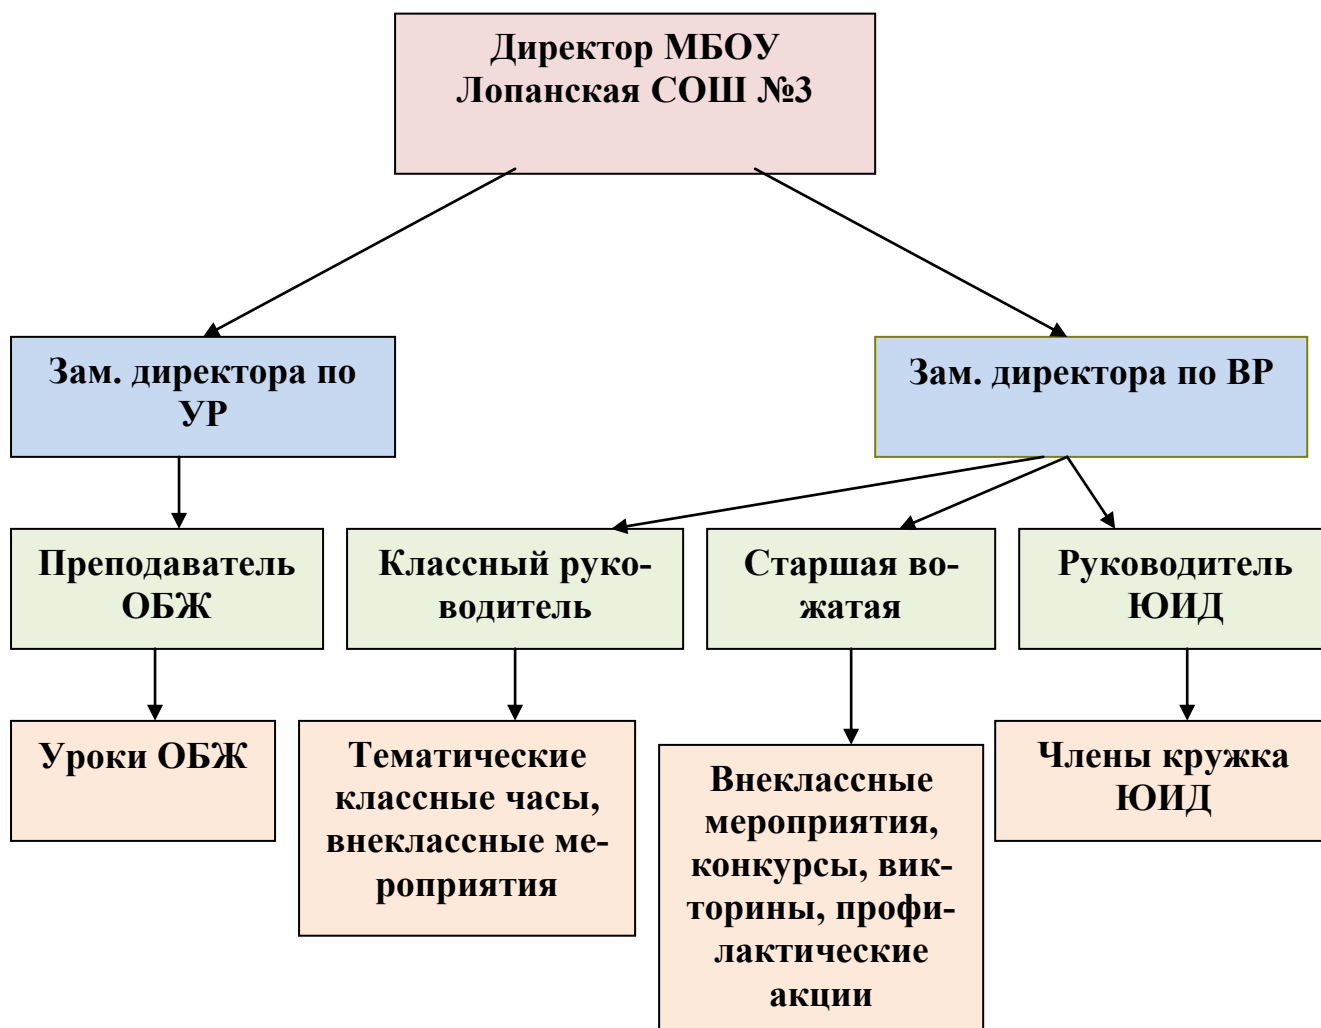 Директор МБОУ
Лопанская СОШ №3
Зам. директора по
УР
Зам. директора по ВР
Преподаватель
ОБЖ
Классный руко-
водитель
Старшая во-
жатая
Руководитель
ЮИД
Уроки ОБЖ
Тематические
классные часы,
внеклассные ме-
роприятия
Внеклассные
мероприятия,
конкурсы, вик-
торины, профи-
лактические
акции
Члены кружка
ЮИД